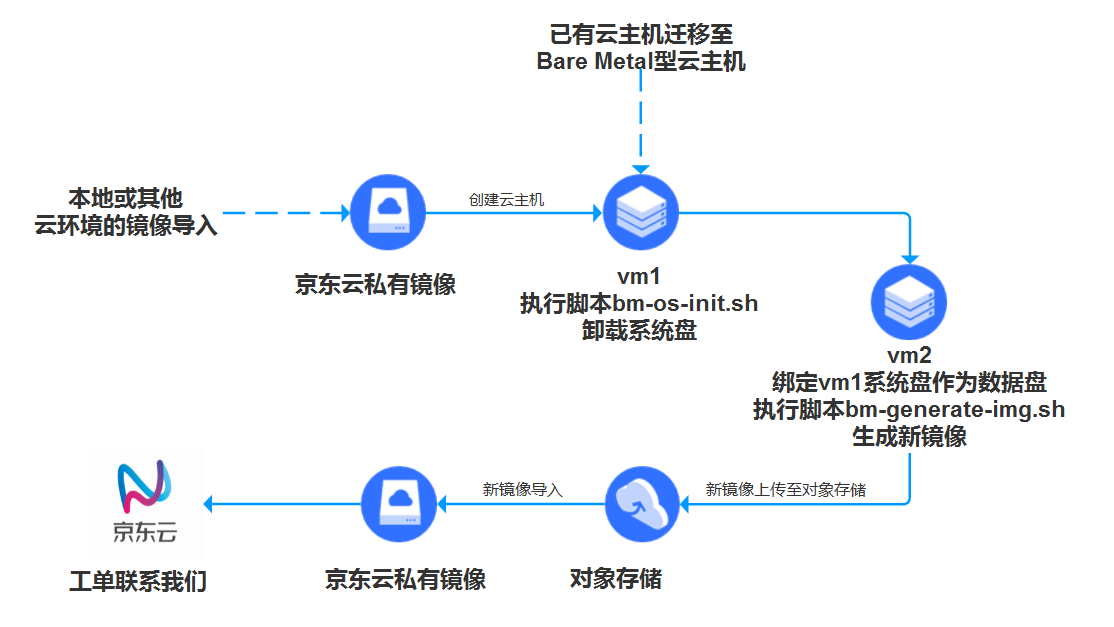 已有云主机迁移至
Bare Metal型云主机
本地或其他
云环境的镜像导入
京东云私有镜像
创建云主机
vm1
执行脚本bm-os-init.sh
卸载系统盘
vm2
绑定vm1系统盘作为数据盘
执行脚本bm-generate-img.sh
生成新镜像
新镜像上传至对象存储
对象存储
新镜像导入
京东云私有镜像
京东云
工单联系我们